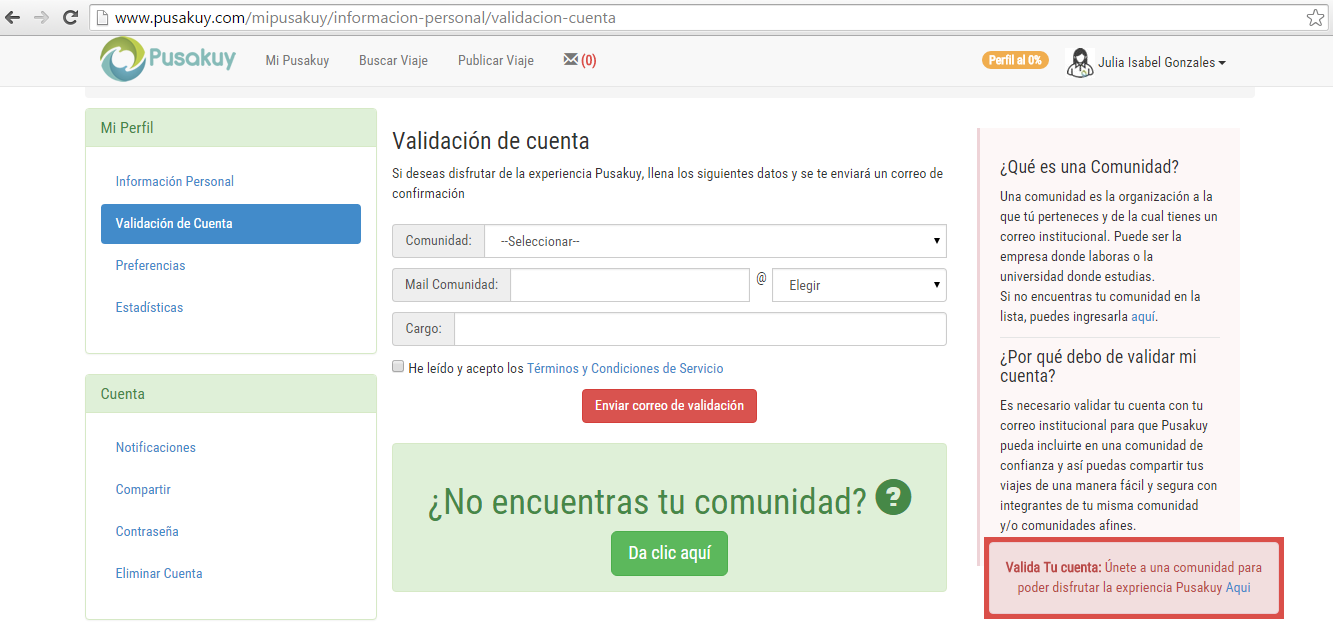 www.pusakuy.com/mipusakuy/informacion-personal/validacion-cuenta
Pusakuy
Mi Pusakuy
Buscar Viaje
Publicar Viaje
(0)
Perfil al 0%
Julia Isabel Gonzales
Mi Perfil
Información Personal
Validación de Cuenta
Preferencias
Estadísticas
Cuenta
Notificaciones
Compartir
Contraseña
Eliminar Cuenta
Validación de cuenta
Si deseas disfrutar de la experiencia Pusakuy, llena los siguientes datos y se te enviará un correo de
confirmación
Comunidad: --Seleccionar--
Mail Comunidad: @ Elegir
Cargo:
He leído y acepto los Términos y Condiciones de Servicio
Enviar correo de validación
¿No encuentras tu comunidad? ?
Da clic aquí
¿Qué es una Comunidad?
Una comunidad es la organización a la
que tú perteneces y de la cual tienes un
correo institucional. Puede ser la
empresa donde laboras o la
universidad donde estudias.
Si no encuentras tu comunidad en la
lista, puedes ingresarla aquí.
¿Por qué debo de validar mi
cuenta?
Es necesario validar tu cuenta con tu
correo institucional para que Pusakuy
pueda incluirte en una comunidad de
confianza y así puedas compartir tus
viajes de una manera fácil y segura con
integrantes de tu misma comunidad
y/o comunidades afines.
Valida Tu cuenta: Únete a una comunidad para
poder disfrutar la expriencia Pusakuy Aqui